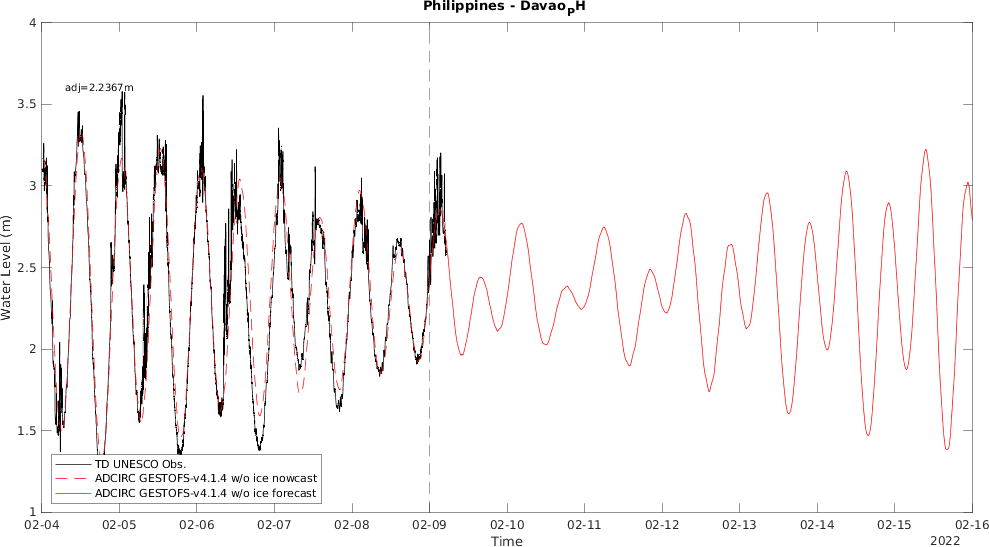 Philippines - DavaoPH
adj=2.2367m
4
3.5
3
2.5
2
1.5
1
Water Level (m)
TD UNESCO Obs.
ADCIRC GESTOFS-v4.1.4 w/o ice nowcast
ADCIRC GESTOFS-v4.1.4 w/o ice forecast
02-04 02-05 02-06 02-07 02-08 02-09 02-10 02-11 02-12 02-13 02-14 02-15 02-16
Time
2022